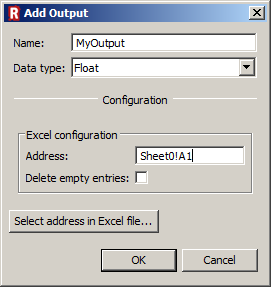 R Add Output
Name: MyOutput
Data type: Float
Configuration
Excel configuration
Address: Sheet0!A1
Delete empty entries:
Select address in Excel file...
OK Cancel